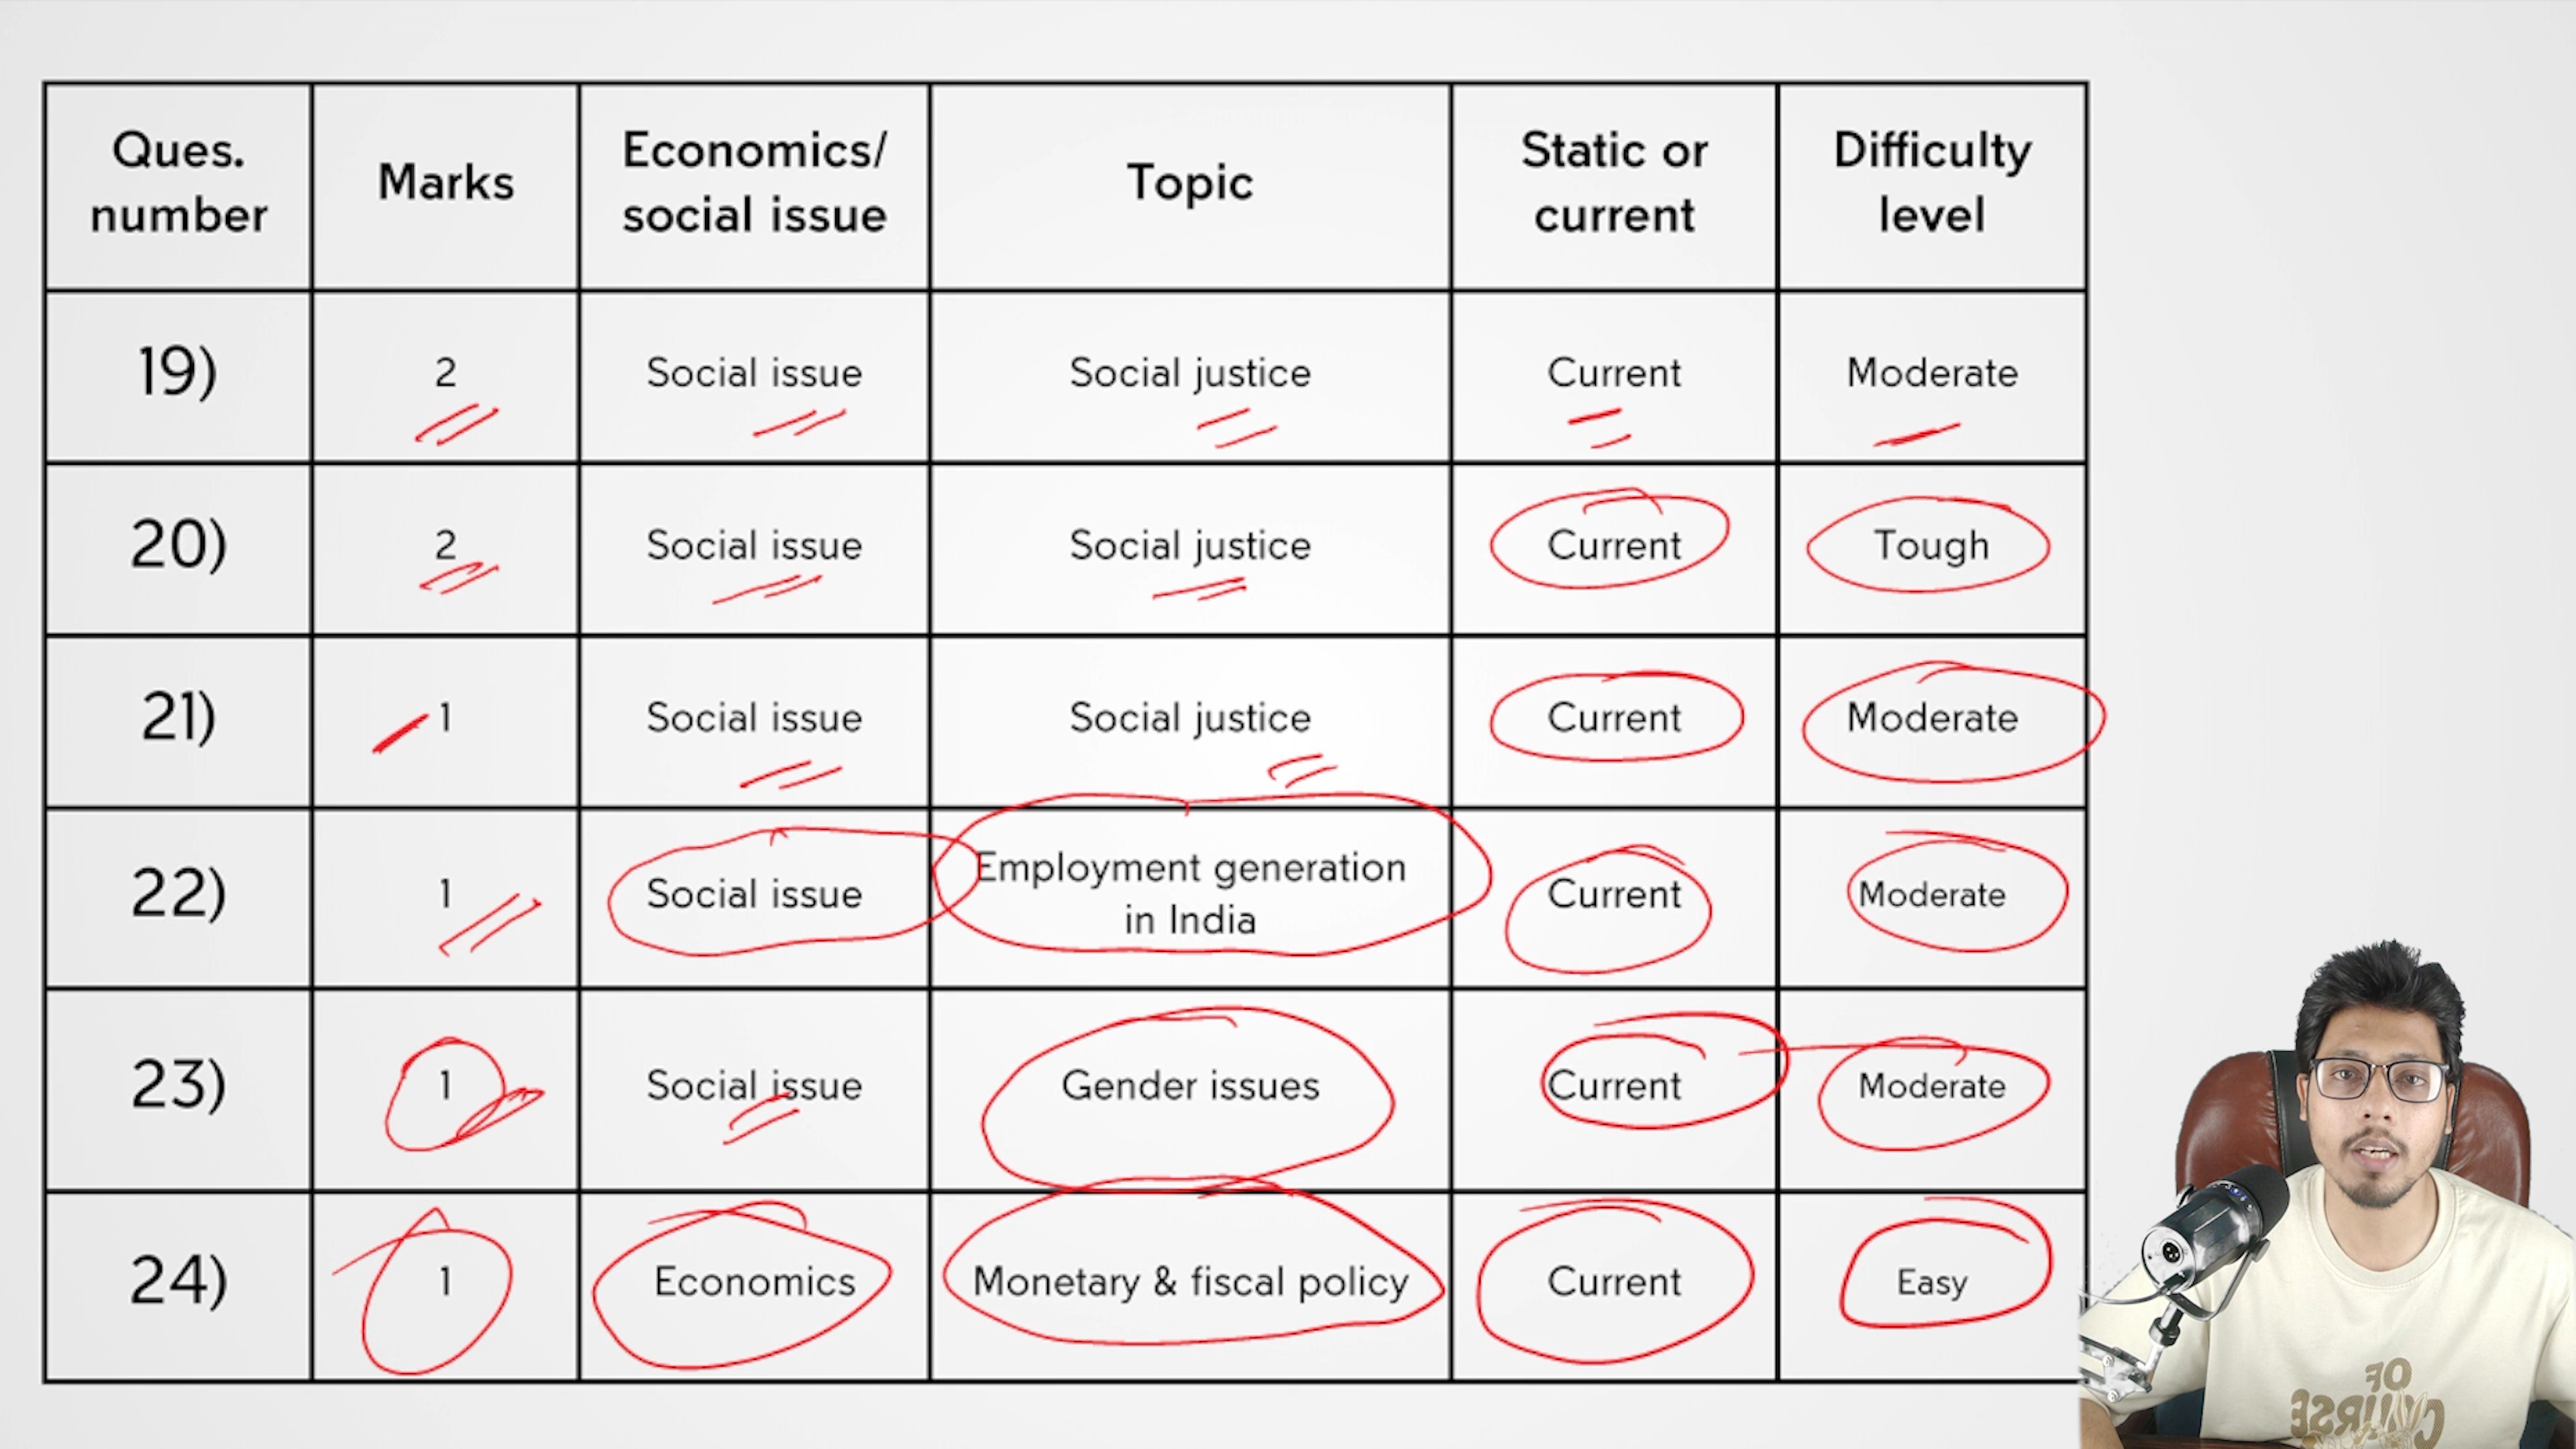 Ques. number
Marks
Economics/ social issue
Topic
Static or current
Difficulty level
19) 2 Social issue Social justice Current Moderate
20) 2 Social issue Social justice Current Tough
21) 1 Social issue Social justice Current Moderate
22) 1 Social issue Employment generation in India Current Moderate
23) 1 Social issue Gender issues Current Moderate
24) 1 Economics Monetary & fiscal policy Current Easy
OF